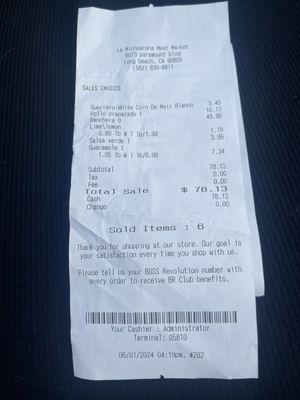 La Michoacana Meat Market
6973 paramount blvd
Long beach, CA 90805
(562) 630-8811
SALES INVOICE
Guerrero:White Corn De Maiz Blanco 5.49
Pollo preparado 1 10.13
Ranchera 0 49.99
Lime\lemon 1.19
0.60 lb @ 1 lb/1.99
Salsa verde 1 3.99
Guacamole 1 7.34
1.05 lb @ 1 lb/6.99
Subtotal 78.13
Tax 0.00
Fee 0.00
Total Sale $ 78.13
Cash 78.13
Change 0.00
Sold Items : 6
Thank you for shopping at our store. Our goal is
your satisfaction every time you shop with us.
Please tell us your BOSS Revolution number with
every order to receive BR Club benefits.
Your Cashier : Administrator
Terminal: 05810
06/01/2024 04:19pm, #282